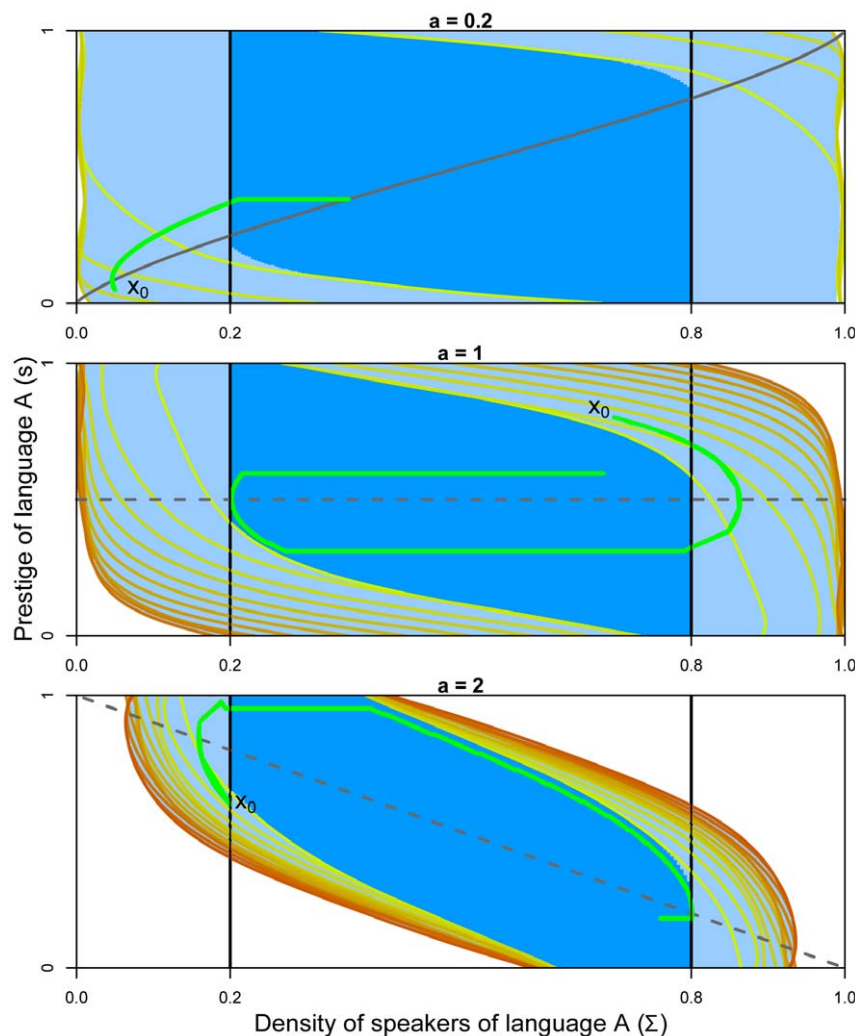 a = 0.2
1
0
x₀
0.0 0.2 0.8 1.0
a = 1
1
0
x₀
0.0 0.2 0.8 1.0
a = 2
1
0
x₀
0.0 0.2 0.8 1.0
Prestige of language A (s)
Density of speakers of language A (Σ)